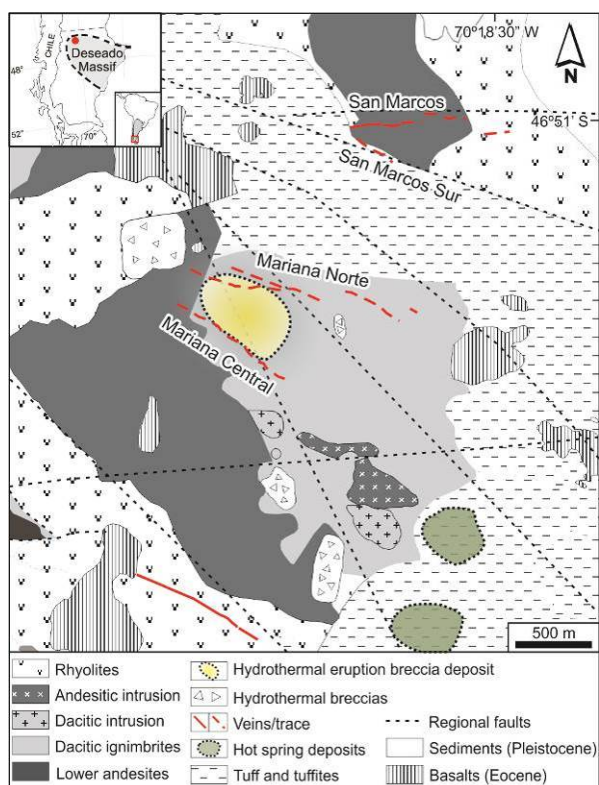 CHILE
Deseado
Massif
48°
52°
70°
70°18'30" W
N
46°51' S
San Marcos
San Marcos Sur
Mariana Norte
Mariana Central
500 m
Rhyolites
Andesitic intrusion
Dacitic intrusion
Dacitic ignimbrites
Lower andesites
Hydrothermal eruption breccia deposit
Hydrothermal breccias
Veins/trace
Hot spring deposits
Tuff and tuffites
Regional faults
Sediments (Pleistocene)
Basalts (Eocene)